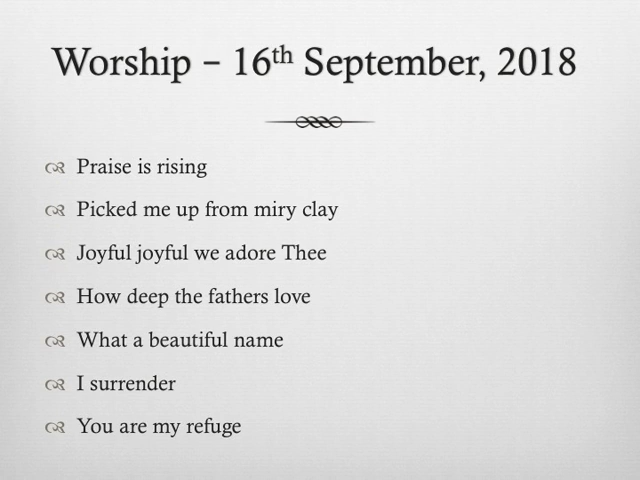 Worship – 16th September, 2018
Praise is rising
Picked me up from miry clay
Joyful joyful we adore Thee
How deep the fathers love
What a beautiful name
I surrender
You are my refuge